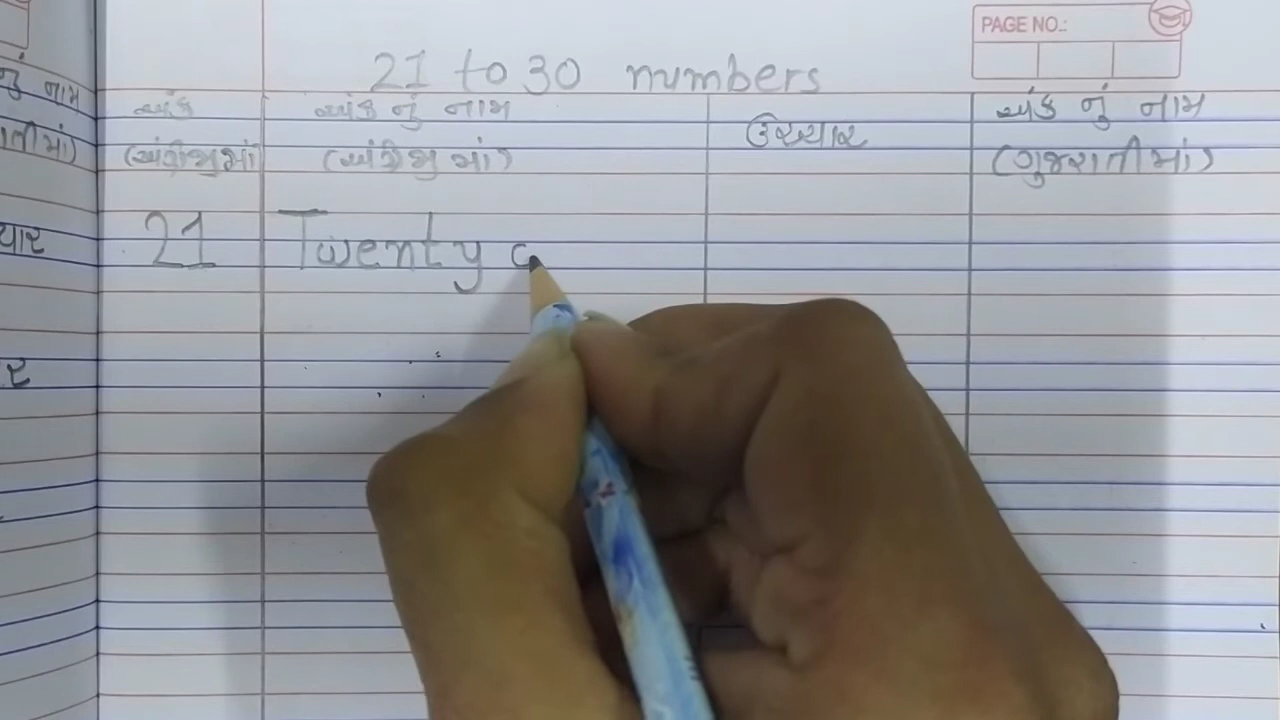 PAGE NO.:
21 to 30 numbers
અંક અંક નું નામ ઉચ્ચાર અંક નું નામ
(અંગ્રેજીમાં) (અંગ્રેજીમાં) (ગુજરાતીમાં)
21 Twenty o
નું નામ
તીમાં)
યાર
ર